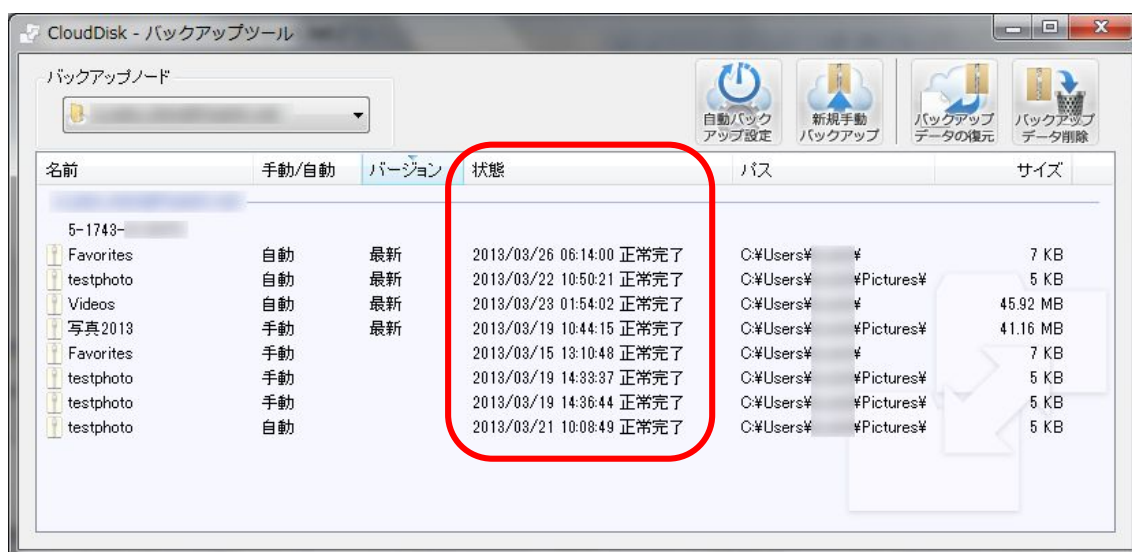 CloudDisk - バックアップツール
バックアップノード
自動バック
アップ設定
新規手動
バックアップ
バックアップ
データの復元
バックアップ
データ削除
名前 手動/自動 バージョン 状態 パス サイズ
5-1743-
Favorites 自動 最新 2013/03/26 06:14:00 正常完了 C:¥Users¥ ¥ 7 KB
testphoto 自動 最新 2013/03/22 10:50:21 正常完了 C:¥Users¥ ¥Pictures¥ 5 KB
Videos 自動 最新 2013/03/23 01:54:02 正常完了 C:¥Users¥ ¥ 45.92 MB
写真2013 手動 最新 2013/03/19 10:44:15 正常完了 C:¥Users¥ ¥Pictures¥ 41.16 MB
Favorites 手動 2013/03/15 13:10:48 正常完了 C:¥Users¥ ¥ 7 KB
testphoto 手動 2013/03/19 14:33:37 正常完了 C:¥Users¥ ¥Pictures¥ 5 KB
testphoto 手動 2013/03/19 14:36:44 正常完了 C:¥Users¥ ¥Pictures¥ 5 KB
testphoto 自動 2013/03/21 10:08:49 正常完了 C:¥Users¥ ¥Pictures¥ 5 KB